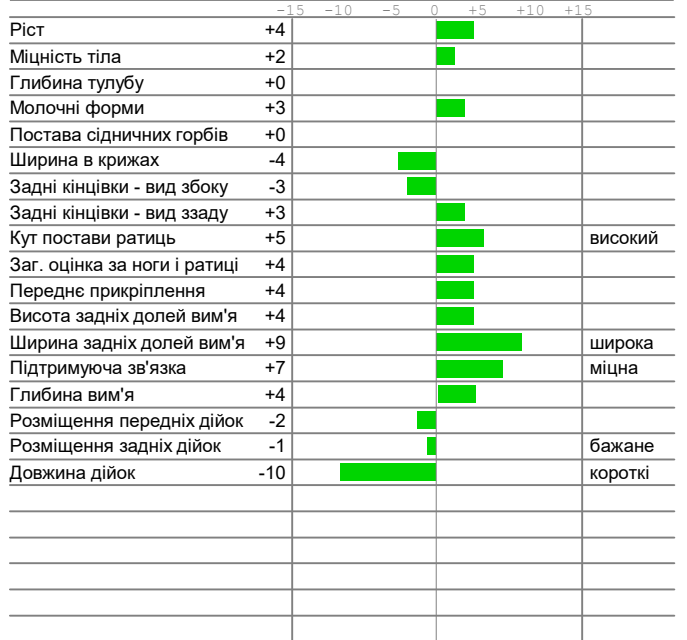 -15 -10 -5 0 +5 +10 +15
Ріст +4
Міцність тіла +2
Глибина тулубу +0
Молочні форми +3
Постава сідничних горбів +0
Ширина в крижах -4
Задні кінцівки - вид збоку -3
Задні кінцівки - вид ззаду +3
Кут постави ратиць +5 високий
Заг. оцінка за ноги і ратиці +4
Переднє прикріплення +4
Висота задніх долей вим'я +4
Ширина задніх долей вим'я +9 широка
Підтримуюча зв'язка +7 міцна
Глибина вим'я +4
Розміщення передніх дійок -2
Розміщення задніх дійок -1 бажане
Довжина дійок -10 короткі